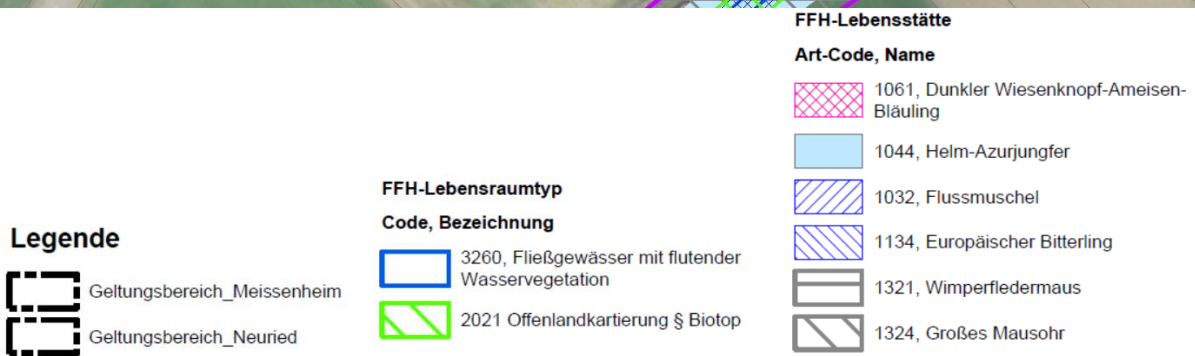 Legende
Geltungsbereich_Meissenheim
Geltungsbereich_Neuried
FFH-Lebensraumtyp
Code, Bezeichnung
3260, Fließgewässer mit flutender
Wasservegetation
2021 Offenlandkartierung § Biotop
FFH-Lebensstätte
Art-Code, Name
1061, Dunkler Wiesenknopf-Ameisen-
Bläuling
1044, Helm-Azurjungfer
1032, Flussmuschel
1134, Europäischer Bitterling
1321, Wimperfledermaus
1324, Großes Mausohr